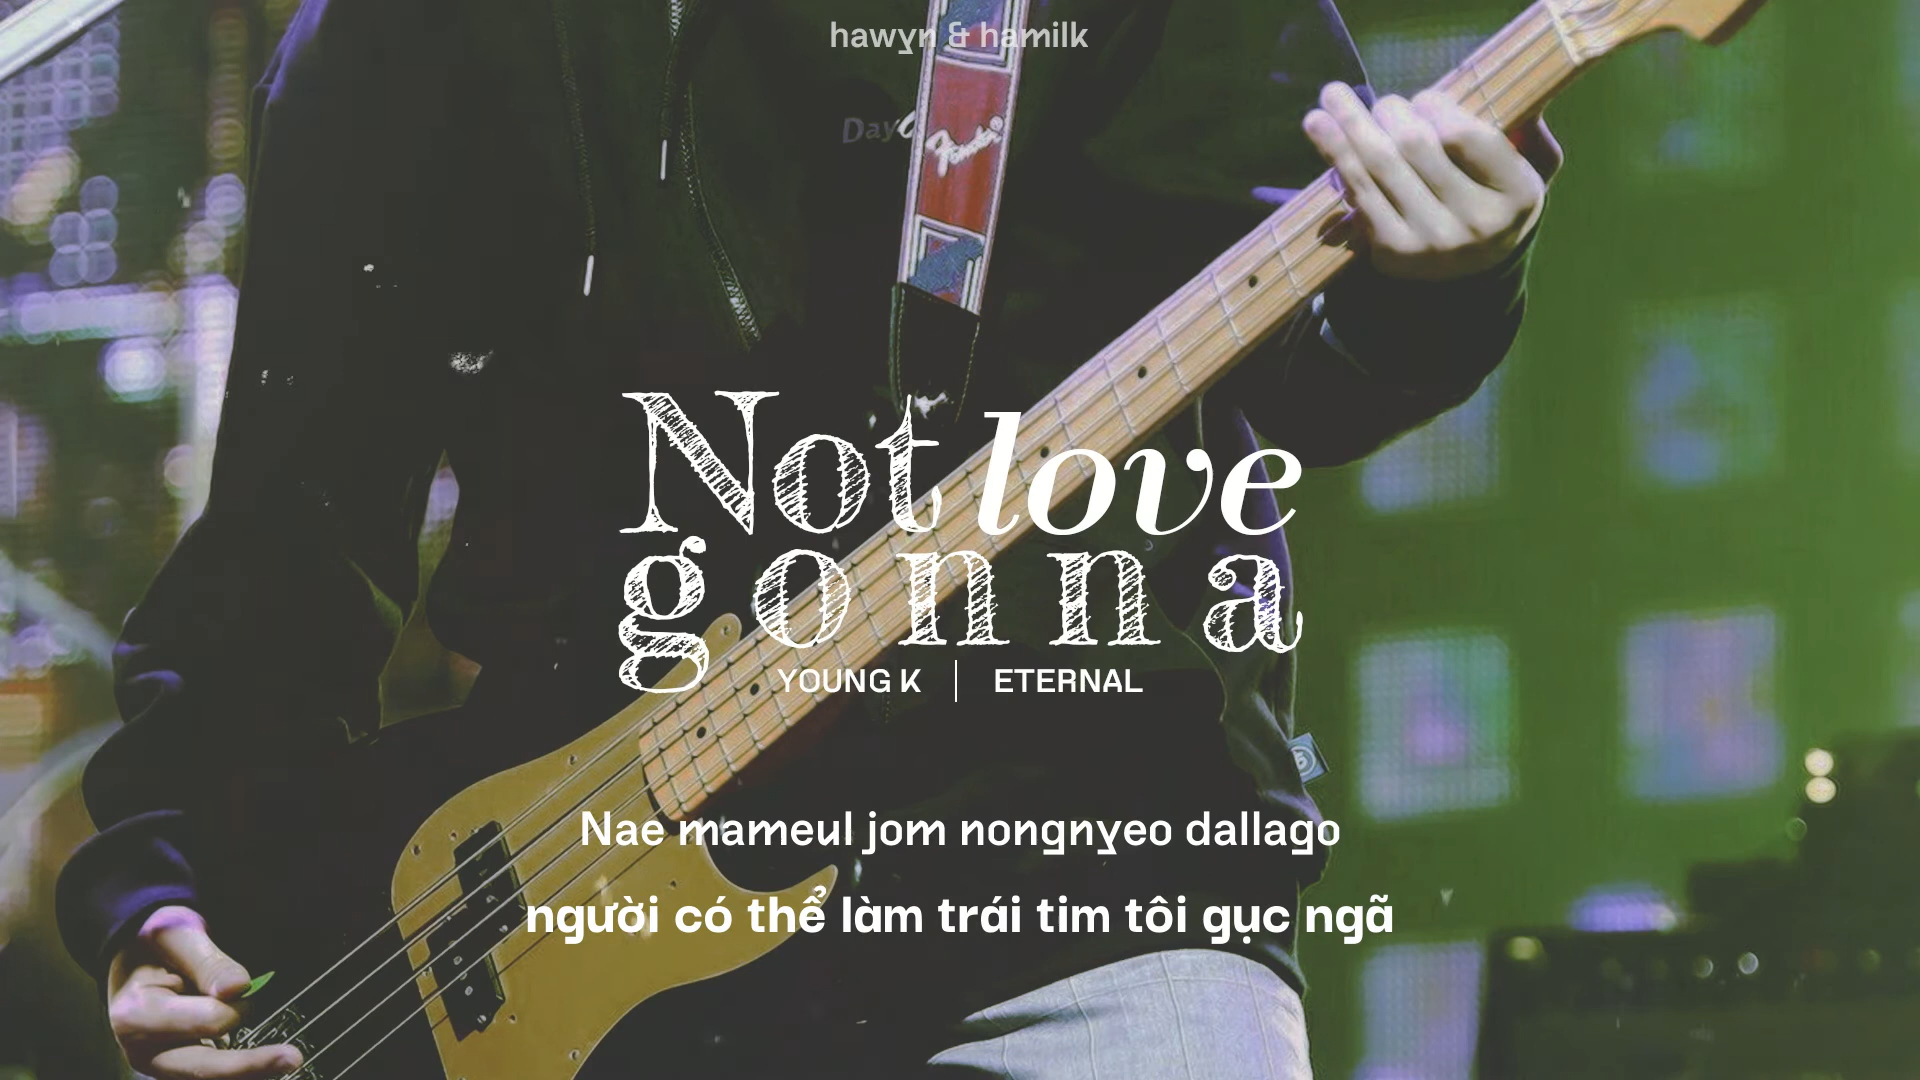 hawyn & hamilk
Day
Fender
Not love
gonna
YOUNG K | ETERNAL
Nae mameul jom nongnyeo dallago
người có thể làm trái tim tôi gục ngã